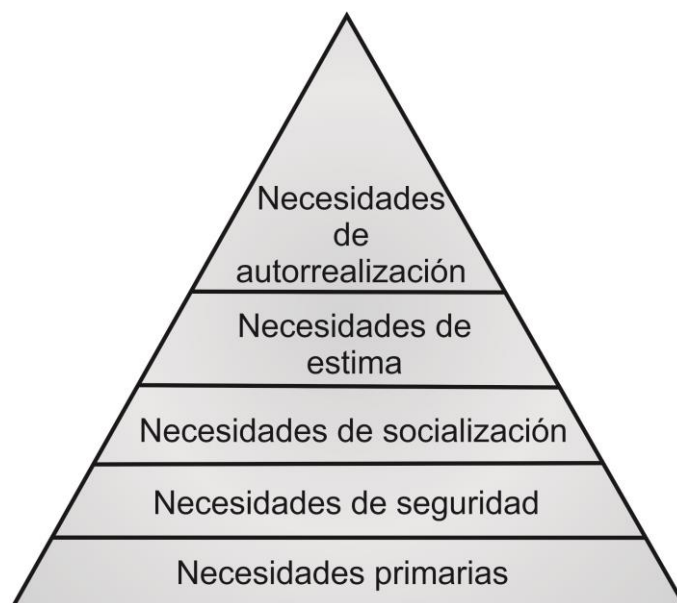 Necesidades
de
autorrealización
Necesidades de
estima
Necesidades de socialización
Necesidades de seguridad
Necesidades primarias